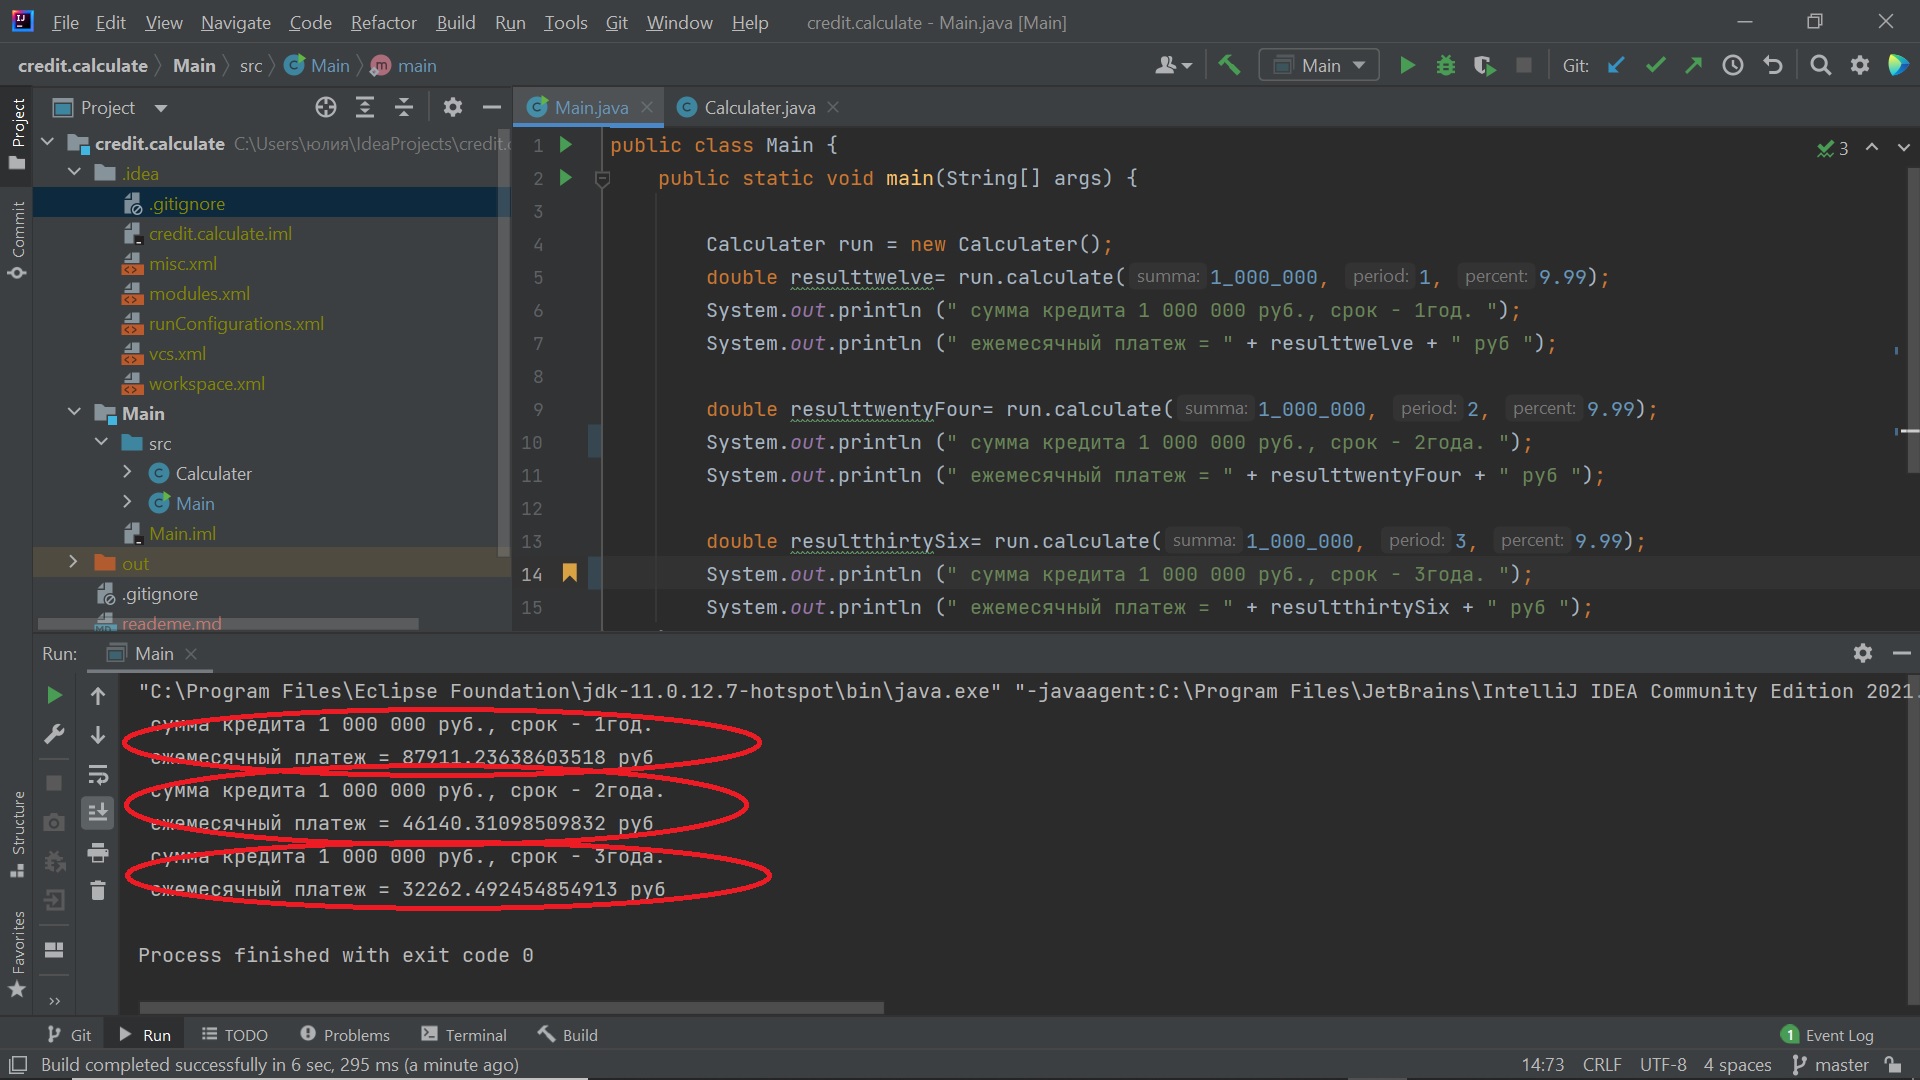 File Edit View Navigate Code Refactor Build Run Tools Git Window Help credit.calculate - Main.java [Main]
credit.calculate Main src Main main Main Git:
Project
Main.java Calculater.java
Project
Commit
Structure
Favorites
credit.calculate C:\Users\юлия\IdeaProjects\credit.
.idea
.gitignore
credit.calculate.iml
misc.xml
modules.xml
runConfigurations.xml
vcs.xml
workspace.xml
Main
src
Calculater
Main
Main.iml
out
.gitignore
reademe.md
3
1 public class Main {
2 public static void main(String[] args) {
3
4 Calculater run = new Calculater();
5 double resulttwelve= run.calculate( summa: 1_000_000, period: 1, percent: 9.99);
6 System.out.println (" сумма кредита 1 000 000 руб., срок - 1год. ");
7 System.out.println (" ежемесячный платеж = " + resulttwelve + " руб ");
8
9 double resulttwentyFour= run.calculate( summa: 1_000_000, period: 2, percent: 9.99);
10 System.out.println (" сумма кредита 1 000 000 руб., срок - 2года. ");
11 System.out.println (" ежемесячный платеж = " + resulttwentyFour + " руб ");
12
13 double resultthirtySix= run.calculate( summa: 1_000_000, period: 3, percent: 9.99);
14 System.out.println (" сумма кредита 1 000 000 руб., срок - 3года. ");
15 System.out.println (" ежемесячный платеж = " + resultthirtySix + " руб ");
Run: Main
"C:\Program Files\Eclipse Foundation\jdk-11.0.12.7-hotspot\bin\java.exe" "-javaagent:C:\Program Files\JetBrains\IntelliJ IDEA Community Edition 2021.
сумма кредита 1 000 000 руб., срок - 1год.
ежемесячный платеж = 87911.23638603518 руб
сумма кредита 1 000 000 руб., срок - 2года.
ежемесячный платеж = 46140.31098509832 руб
сумма кредита 1 000 000 руб., срок - 3года.
ежемесячный платеж = 32262.492454854913 руб
Process finished with exit code 0
Git Run TODO Problems Terminal Build 1 Event Log
Build completed successfully in 6 sec, 295 ms (a minute ago) 14:73 CRLF UTF-8 4 spaces master